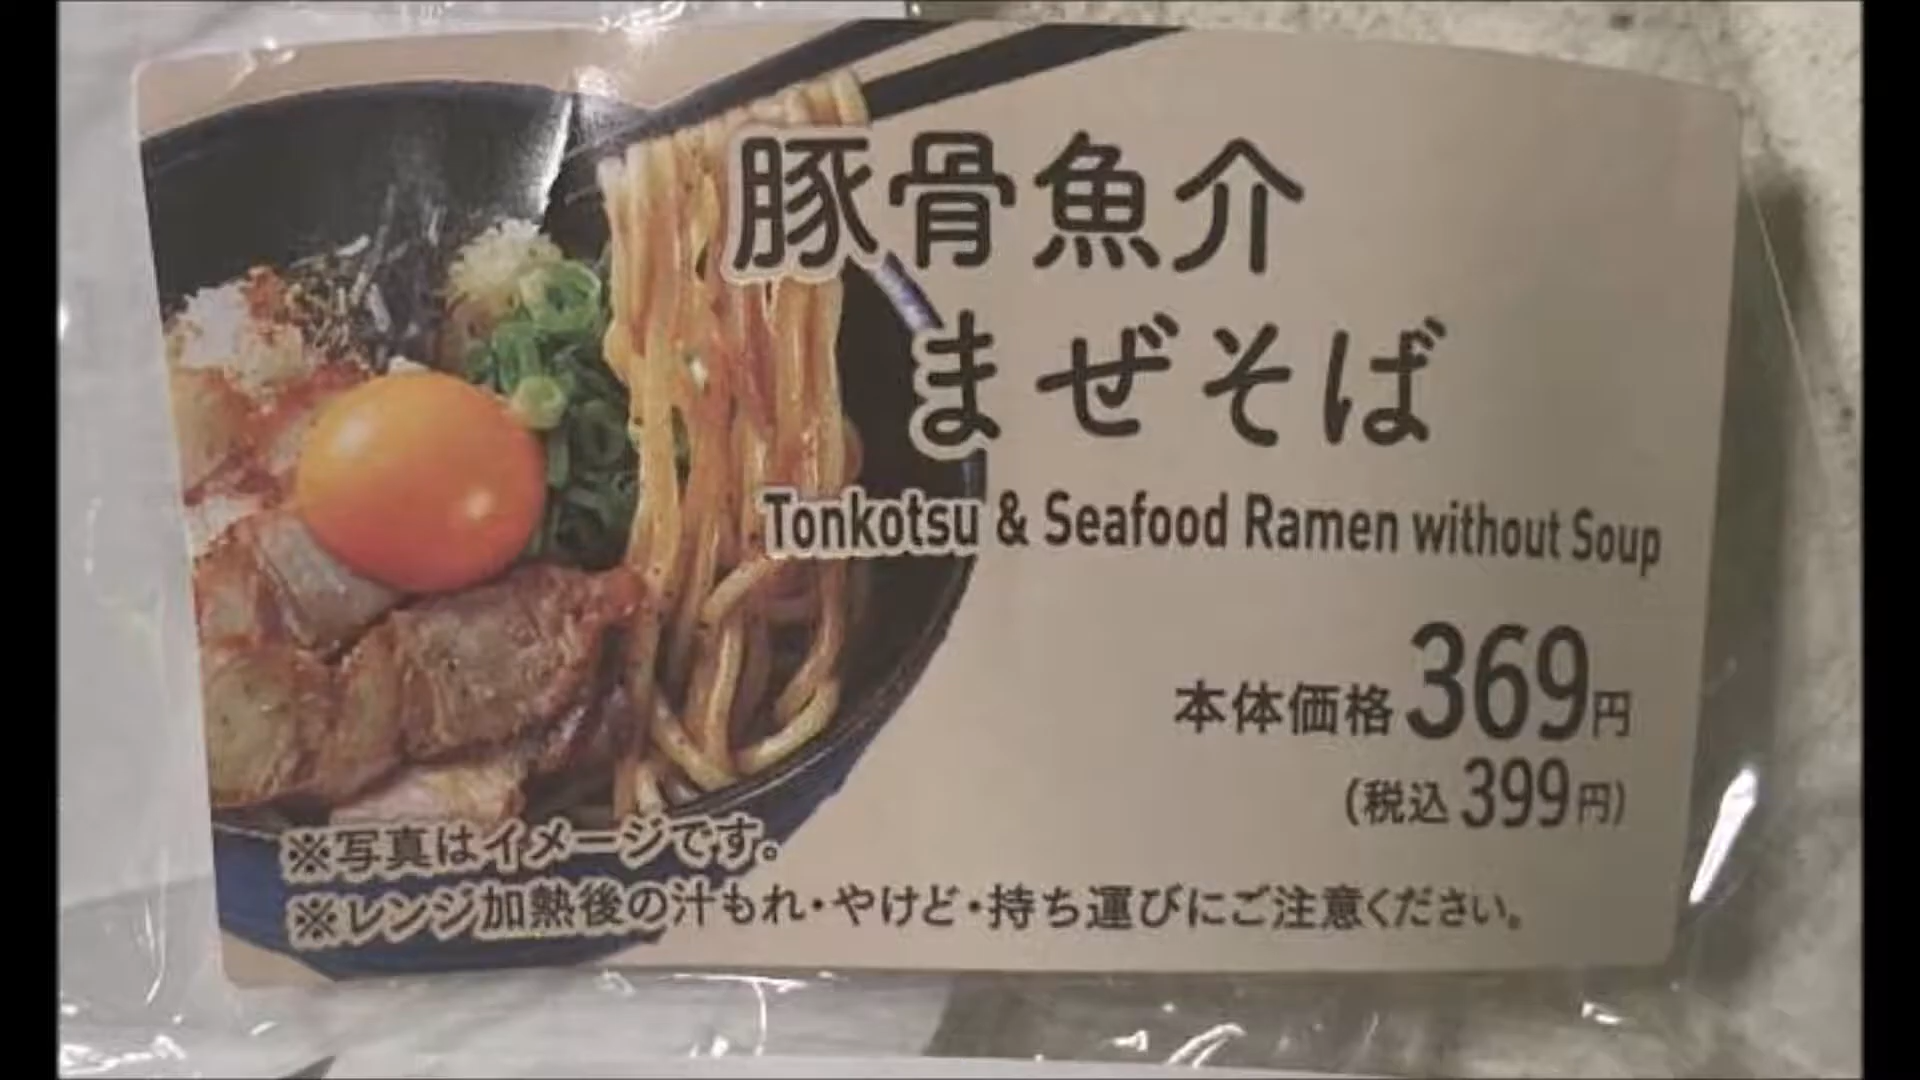 豚骨魚介
まぜそば
Tonkotsu & Seafood Ramen without Soup
本体価格369円
(税込399円)
※写真はイメージです。
※レンジ加熱後の汁もれ・やけど・持ち運びにご注意ください。